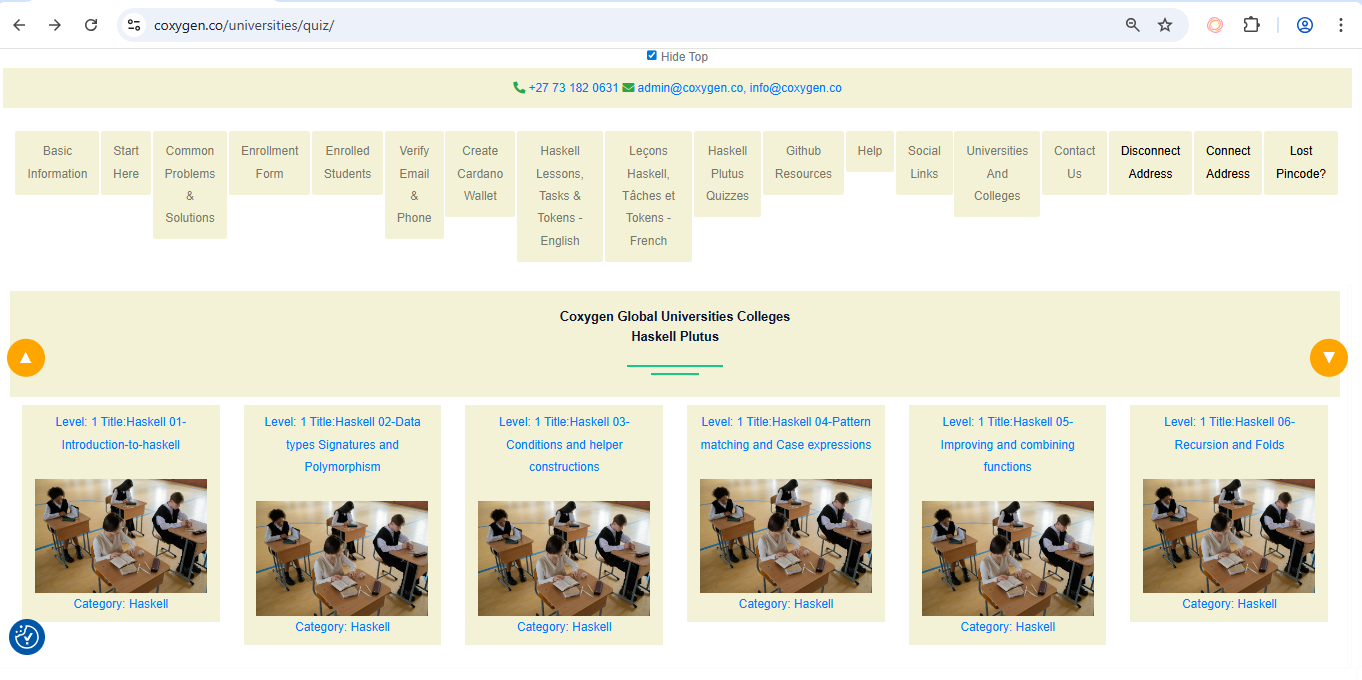 coxygen.co/universities/quiz/
Hide Top
+27 73 182 0631 admin@coxygen.co, info@coxygen.co
Basic
Information
Start
Here
Common
Problems
&
Solutions
Enrollment
Form
Enrolled
Students
Verify
Email
&
Phone
Create
Cardano
Wallet
Haskell
Lessons,
Tasks &
Tokens -
English
Leçons
Haskell,
Tâches et
Tokens -
French
Haskell
Plutus
Quizzes
Github
Resources
Help
Social
Links
Universities
And
Colleges
Contact
Us
Disconnect
Address
Connect
Address
Lost
Pincode?
Coxygen Global Universities Colleges
Haskell Plutus
Level: 1 Title:Haskell 01-
Introduction-to-haskell
Category: Haskell
Level: 1 Title:Haskell 02-Data
types Signatures and
Polymorphism
Category: Haskell
Level: 1 Title:Haskell 03-
Conditions and helper
constructions
Category: Haskell
Level: 1 Title:Haskell 04-Pattern
matching and Case expressions
Category: Haskell
Level: 1 Title:Haskell 05-
Improving and combining
functions
Category: Haskell
Level: 1 Title:Haskell 06-
Recursion and Folds
Category: Haskell